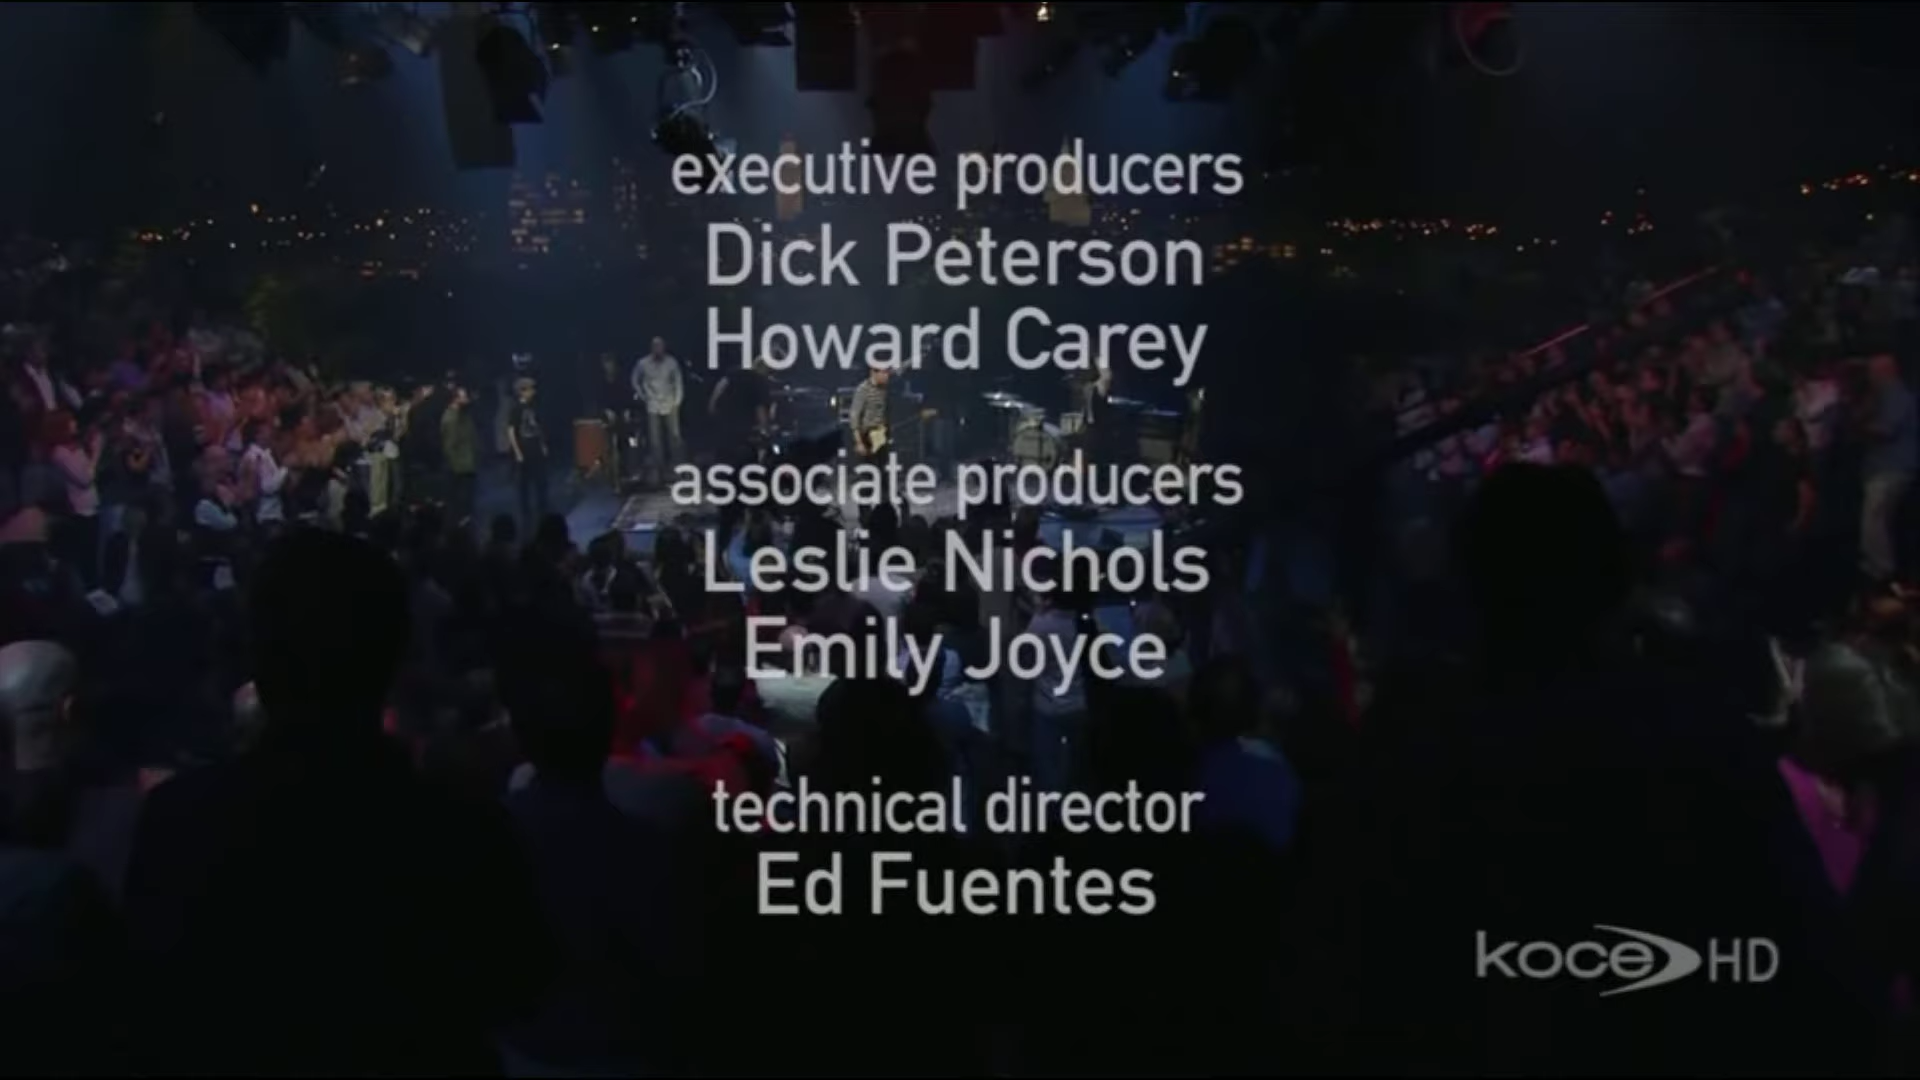 executive producers
Dick Peterson
Howard Carey
associate producers
Leslie Nichols
Emily Joyce
technical director
Ed Fuentes
koce HD